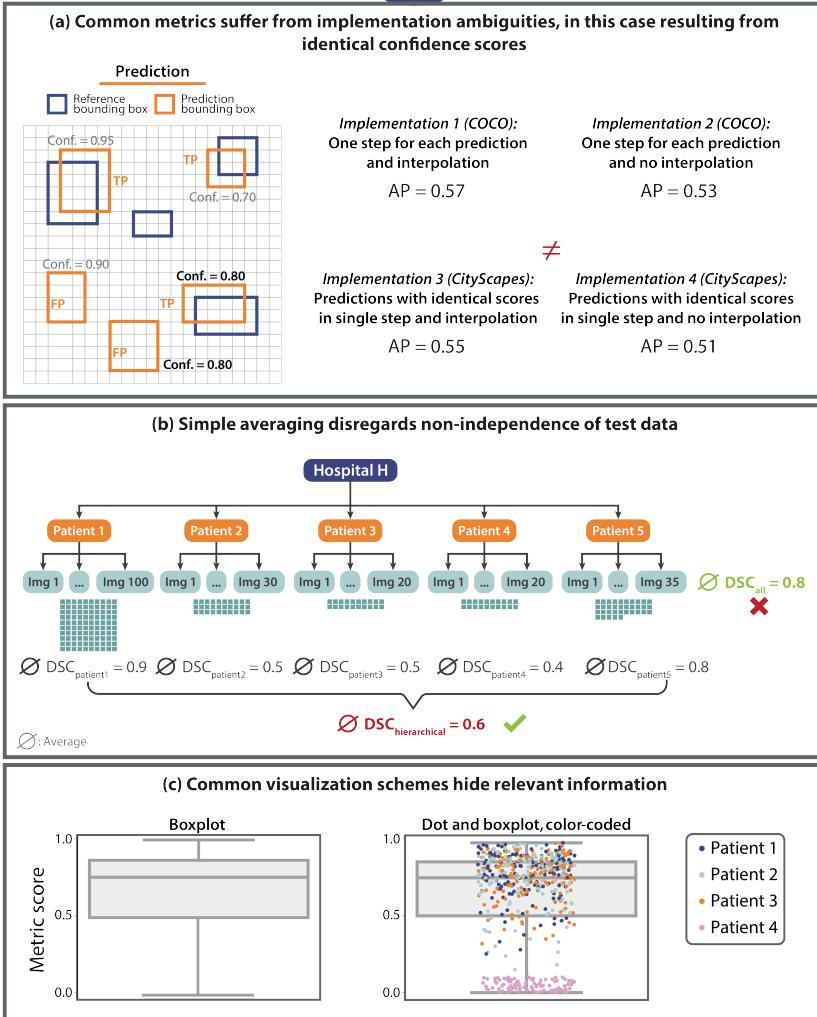 (a) Common metrics suffer from implementation ambiguities, in this case resulting from
identical confidence scores
Prediction
Reference
bounding box
Prediction
bounding box
Conf. = 0.95
TP
TP
Conf. = 0.70
Conf. = 0.90
FP
Conf. = 0.80
TP
FP
Conf. = 0.80
Implementation 1 (COCO):
One step for each prediction
and interpolation
AP = 0.57
Implementation 2 (COCO):
One step for each prediction
and no interpolation
AP = 0.53
≠
Implementation 3 (CityScapes):
Predictions with identical scores
in single step and interpolation
AP = 0.55
Implementation 4 (CityScapes):
Predictions with identical scores
in single step and no interpolation
AP = 0.51
(b) Simple averaging disregards non-independence of test data
Hospital H
Patient 1 Patient 2 Patient 3 Patient 4 Patient 5
Img 1 ... Img 100 Img 1 ... Img 30 Img 1 ... Img 20 Img 1 ... Img 20 Img 1 ... Img 35
∅ DSCall = 0.8
∅ DSCpatient1 = 0.9 ∅ DSCpatient2 = 0.5 ∅ DSCpatient3 = 0.5 ∅ DSCpatient4 = 0.4 ∅ DSCpatient5 = 0.8
∅ DSChierarchical = 0.6
∅: Average
(c) Common visualization schemes hide relevant information
Boxplot
Metric score
1.0
0.5
0.0
Dot and boxplot, color-coded
1.0
0.5
0.0
Patient 1
Patient 2
Patient 3
Patient 4